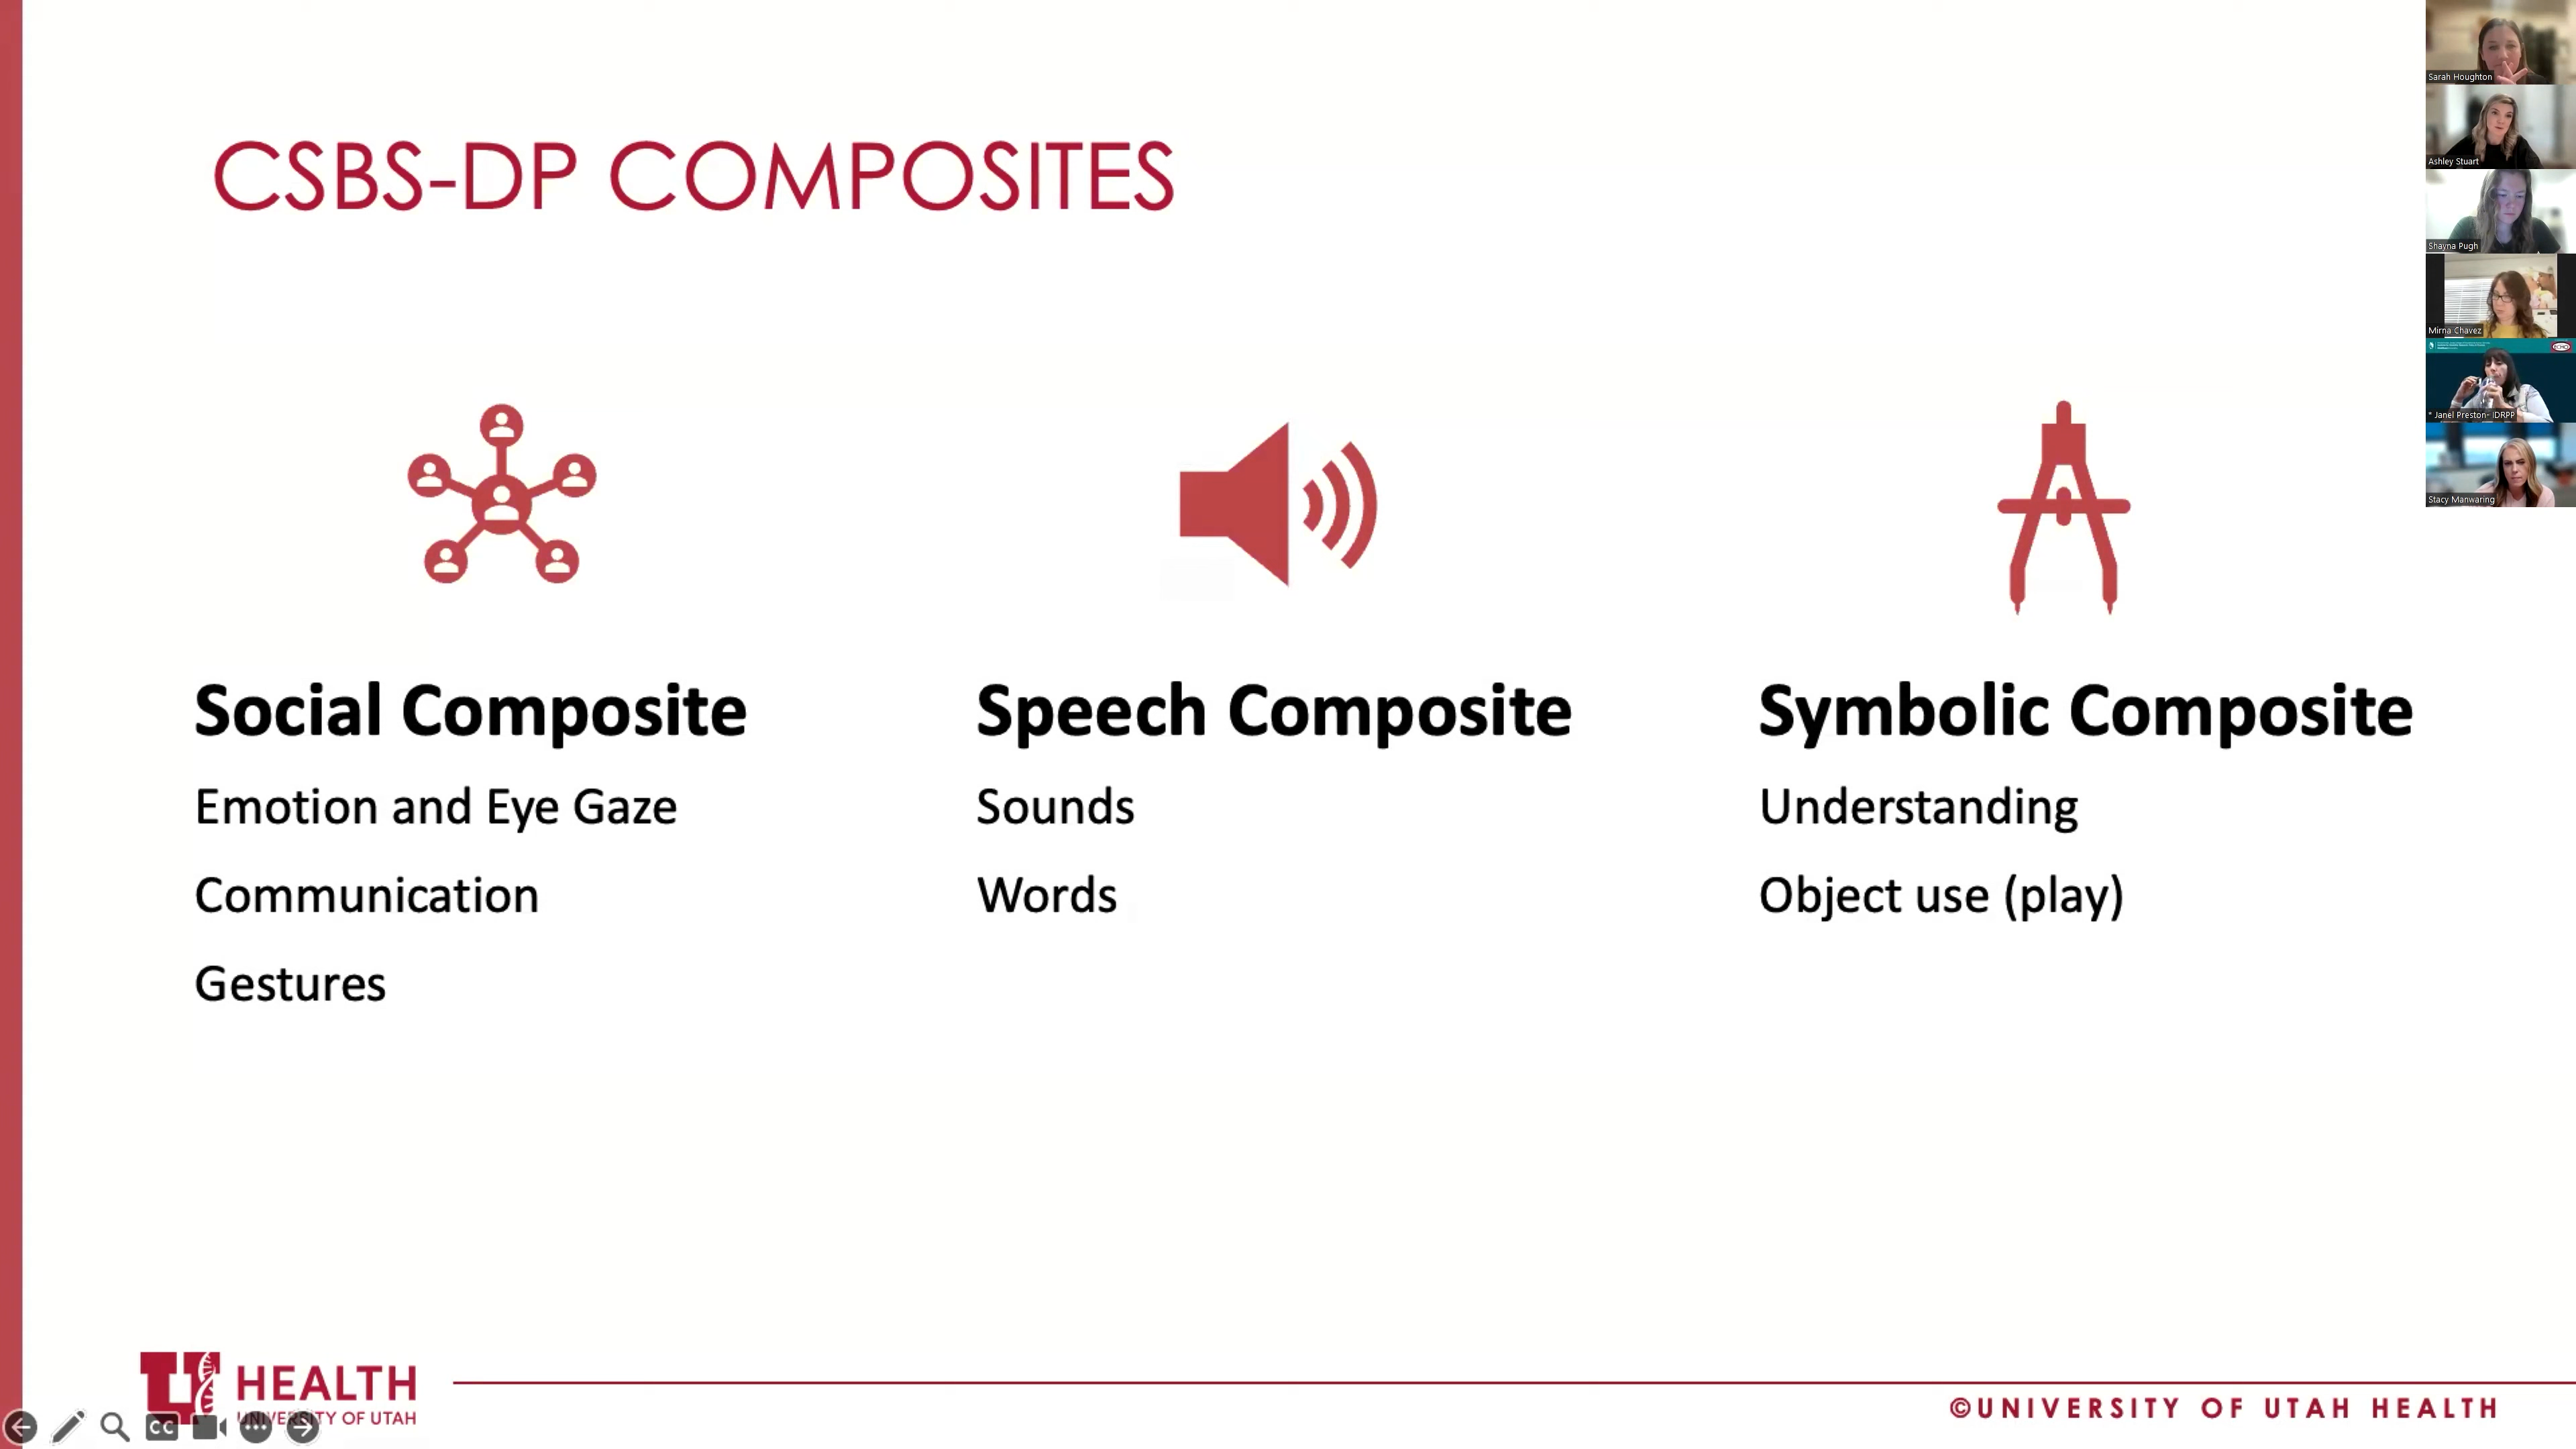 CSBS-DP COMPOSITES
Social Composite
Emotion and Eye Gaze
Communication
Gestures
Speech Composite
Sounds
Words
Symbolic Composite
Understanding
Object use (play)
Sarah Houghton
Ashley Stuart
Shayna Pugh
Mirna Chavez
* Janel Preston- IDRPP
Stacy Manwaring
U HEALTH
UNIVERSITY OF UTAH
CC
©UNIVERSITY OF UTAH HEALTH